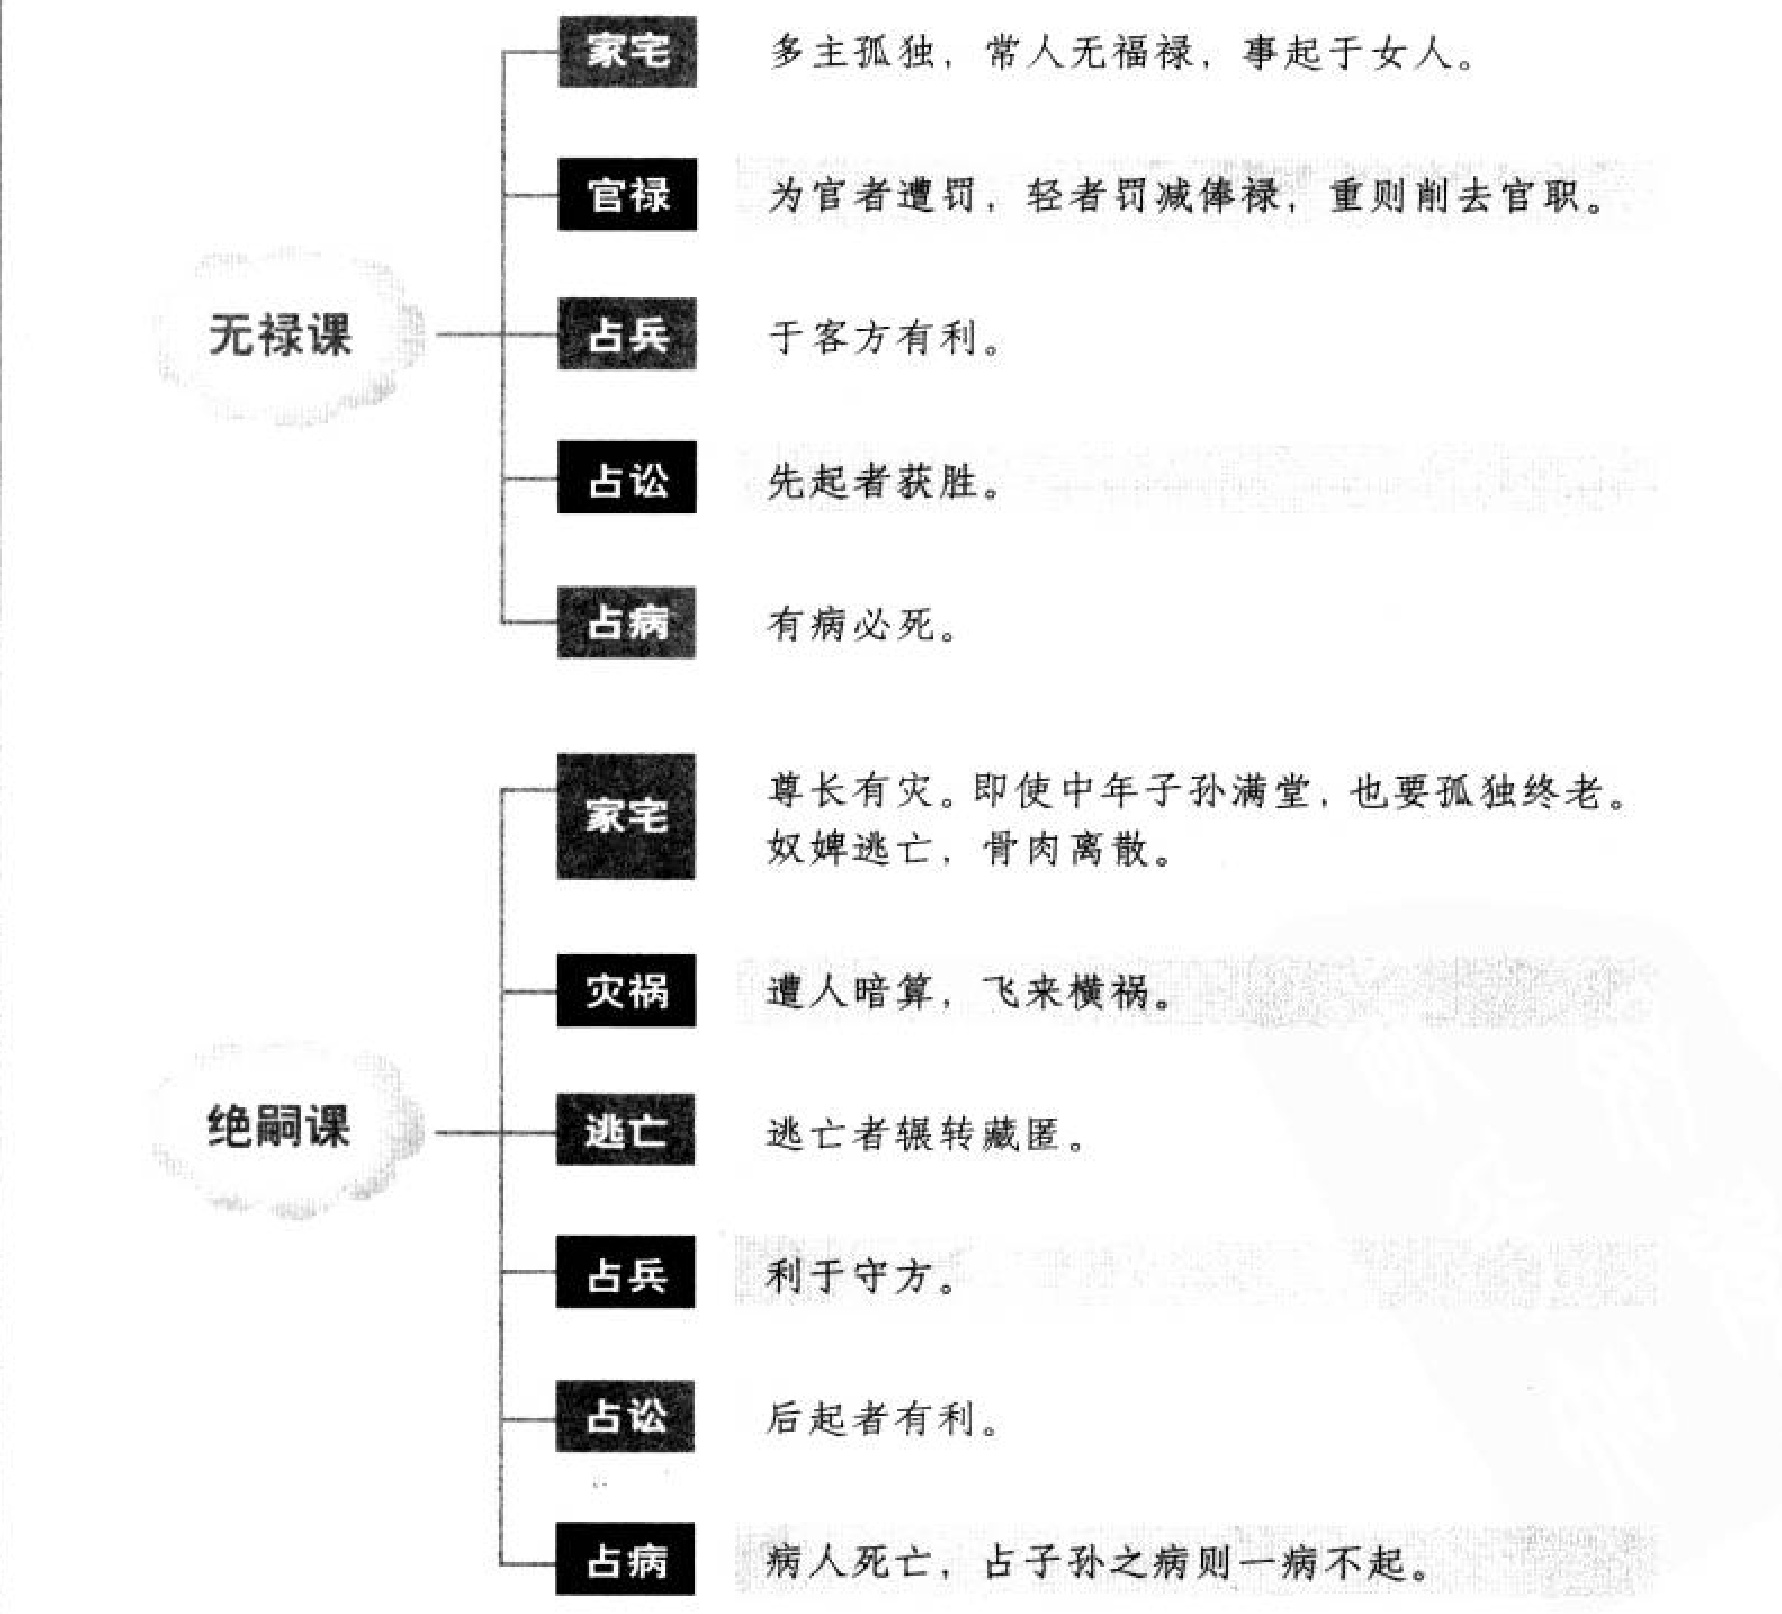 家宅 多主孤独，常人无福禄，事起于女人。
官禄 为官者遭罚，轻者罚减俸禄，重则削去官职。
无禄课
占兵 于客方有利。
占讼 先起者获胜。
占病 有病必死。
家宅 尊长有灾。即使中年子孙满堂，也要孤独终老。
奴婢逃亡，骨肉离散。
灾祸 遭人暗算，飞来横祸。
绝嗣课
逃亡 逃亡者辗转藏匿。
占兵 利于守方。
占讼 后起者有利。
占病 病人死亡，占子孙之病则一病不起。